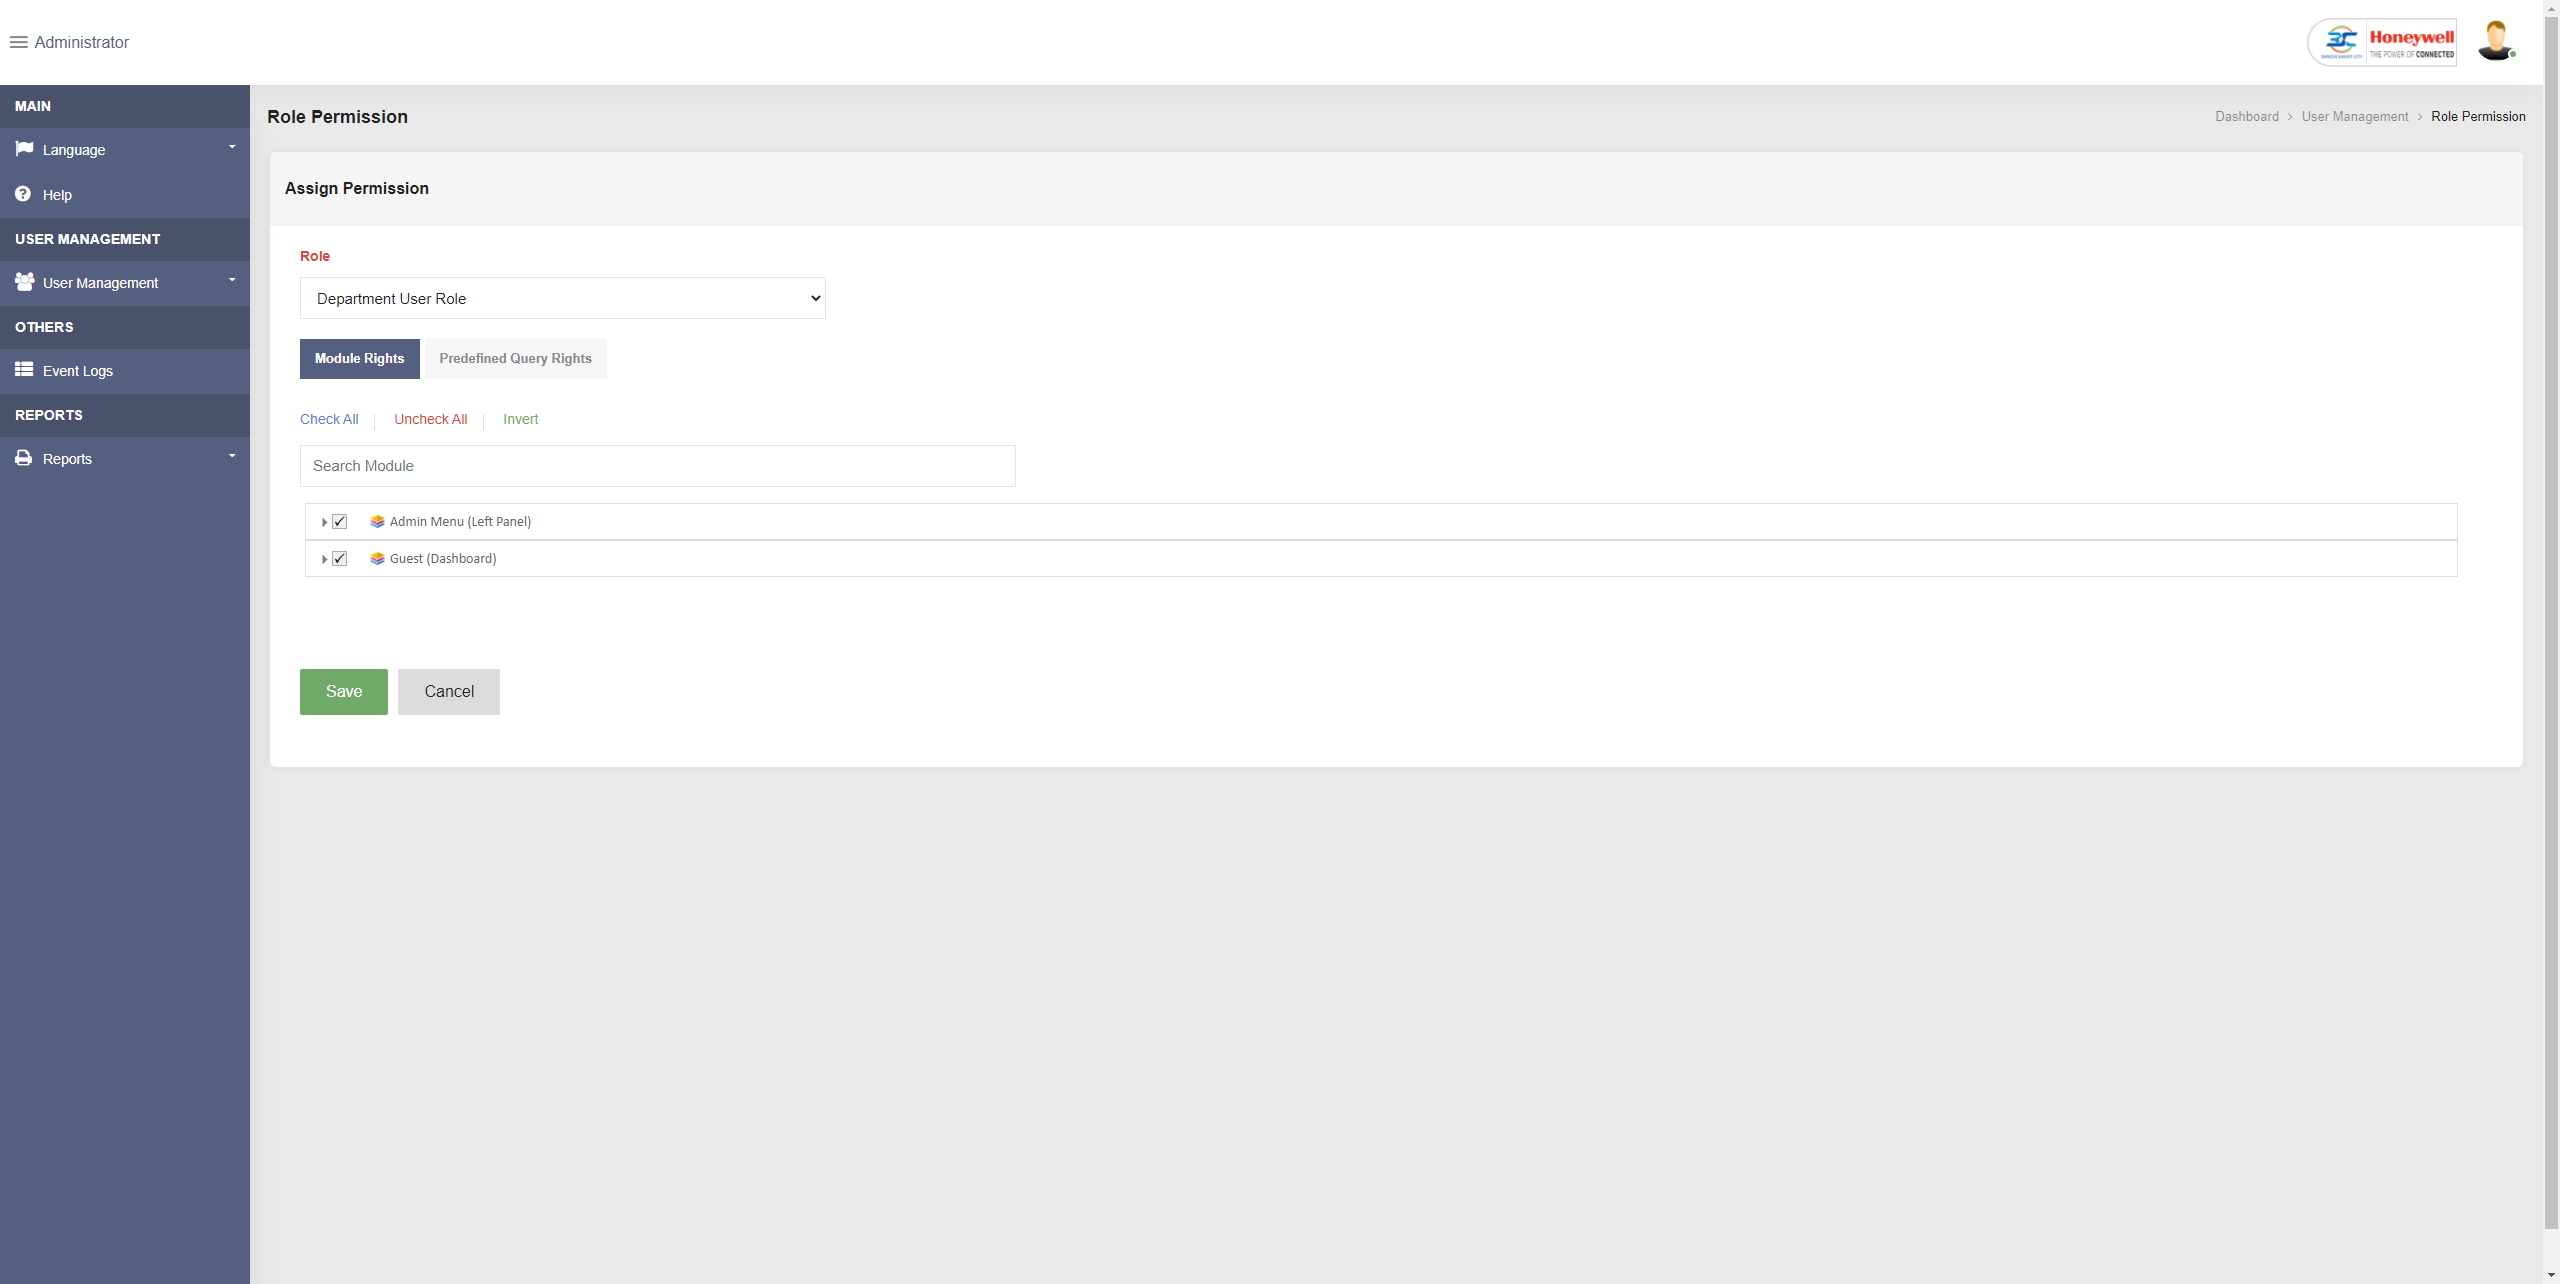 Administrator
Honeywell
THE POWER OF CONNECTED
MAIN
Language
Help
USER MANAGEMENT
User Management
OTHERS
Event Logs
REPORTS
Reports
Role Permission
Dashboard > User Management > Role Permission
Assign Permission
Role
Department User Role
Module Rights Predefined Query Rights
Check All Uncheck All Invert
Search Module
Admin Menu (Left Panel)
Guest (Dashboard)
Save Cancel